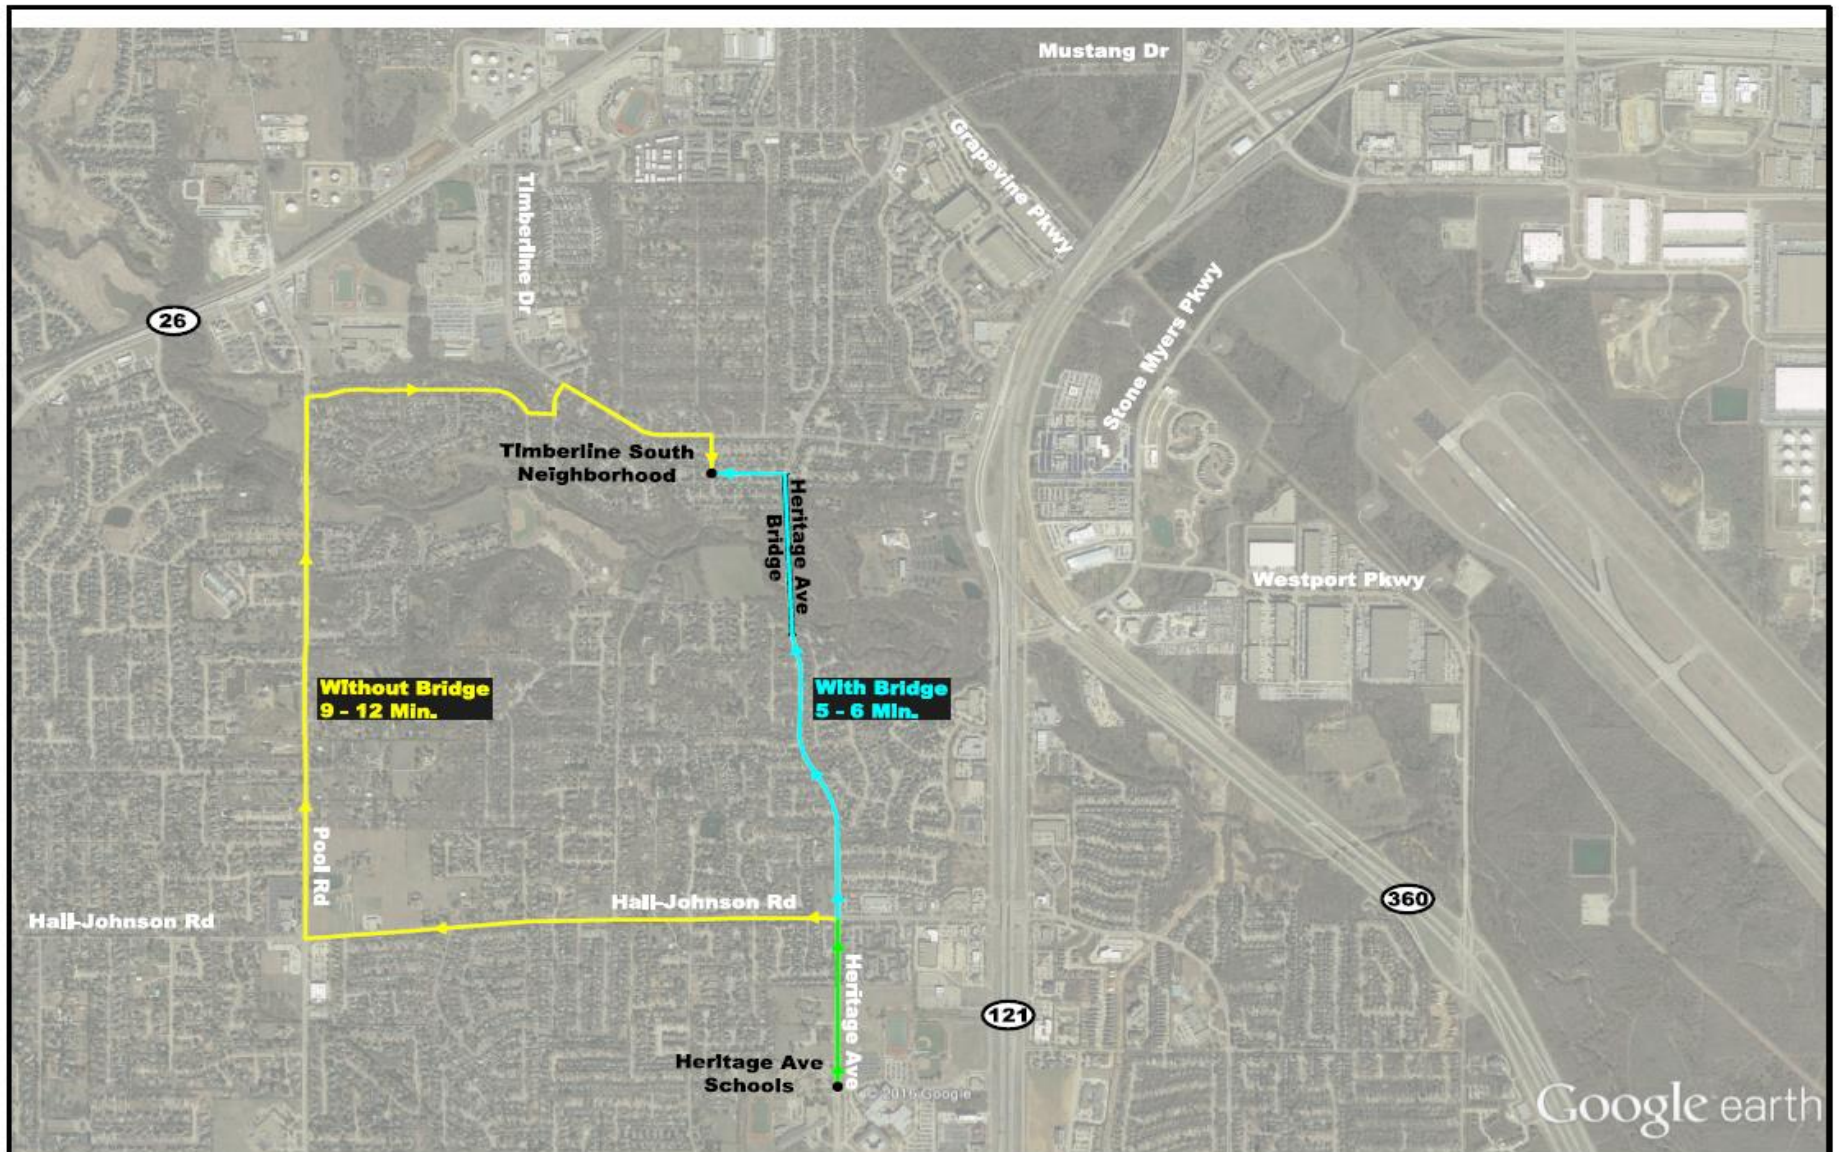 Mustang Dr
Grapevine Pkwy
Timberline Dr
26
Stone Myers Pkwy
Timberline South
Neighborhood
Heritage Ave
Bridge
Westport Pkwy
Without Bridge
9 - 12 Min.
With Bridge
5 - 6 Min.
Pool Rd
Hall-Johnson Rd
Hall-Johnson Rd
360
Heritage Ave
121
Heritage Ave
Schools
© 2016 Google
Google earth